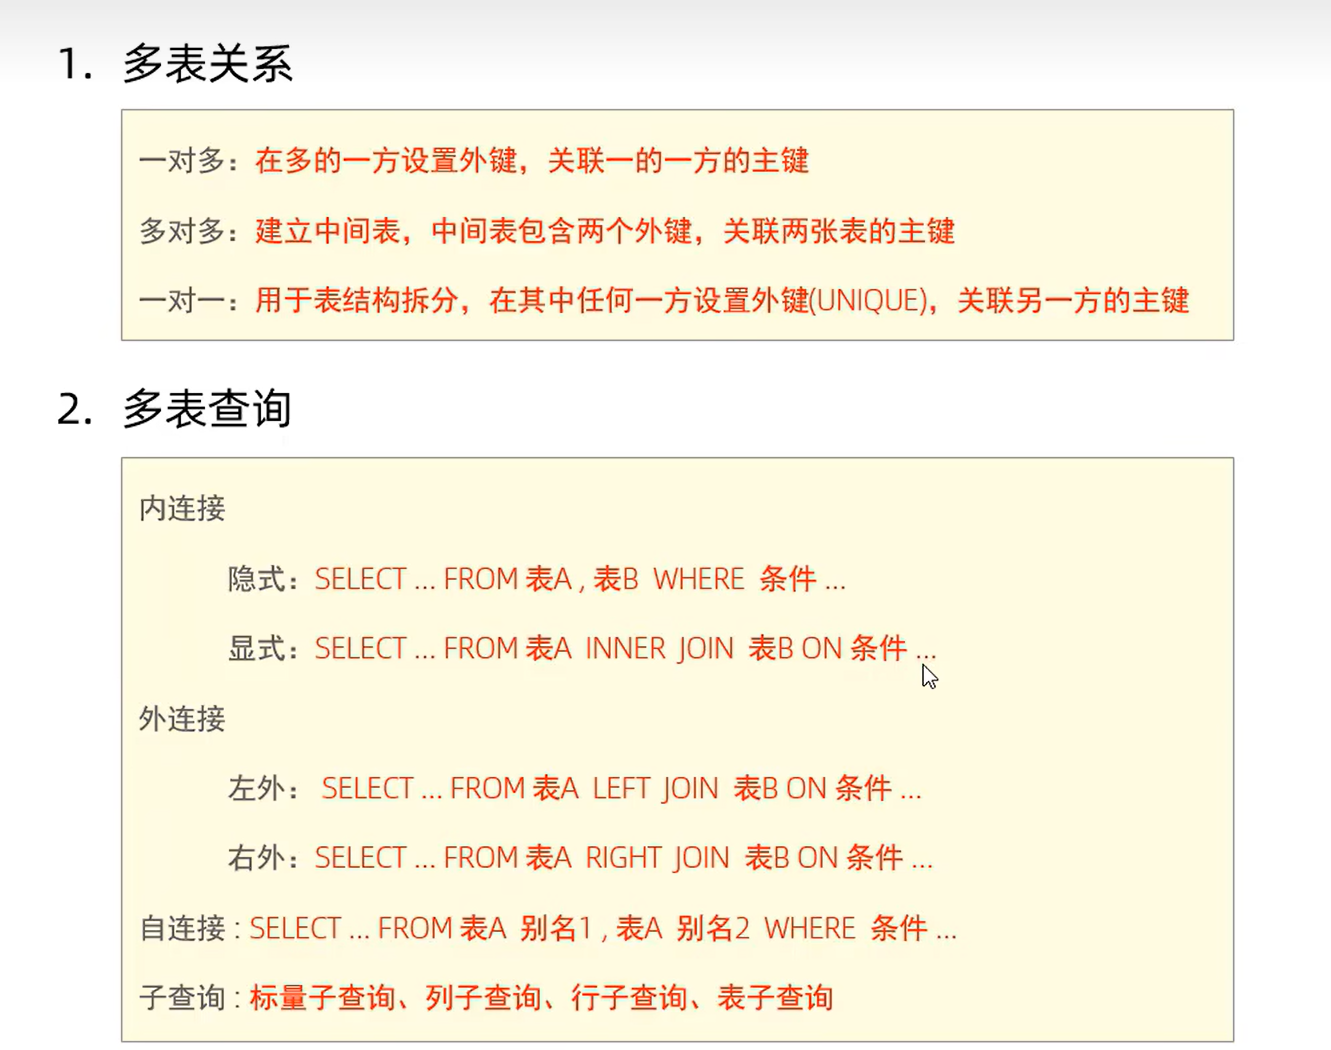 1. 多表关系
一对多：在多的一方设置外键，关联一的一方的主键
多对多：建立中间表，中间表包含两个外键，关联两张表的主键
一对一：用于表结构拆分，在其中任何一方设置外键(UNIQUE)，关联另一方的主键
2. 多表查询
内连接
隐式：SELECT ... FROM 表A , 表B WHERE 条件 ...
显式：SELECT ... FROM 表A INNER JOIN 表B ON 条件 ...
外连接
左外： SELECT ... FROM 表A LEFT JOIN 表B ON 条件 ...
右外：SELECT ... FROM 表A RIGHT JOIN 表B ON 条件 ...
自连接 : SELECT ... FROM 表A 别名1 , 表A 别名2 WHERE 条件 ...
子查询 : 标量子查询、列子查询、行子查询、表子查询